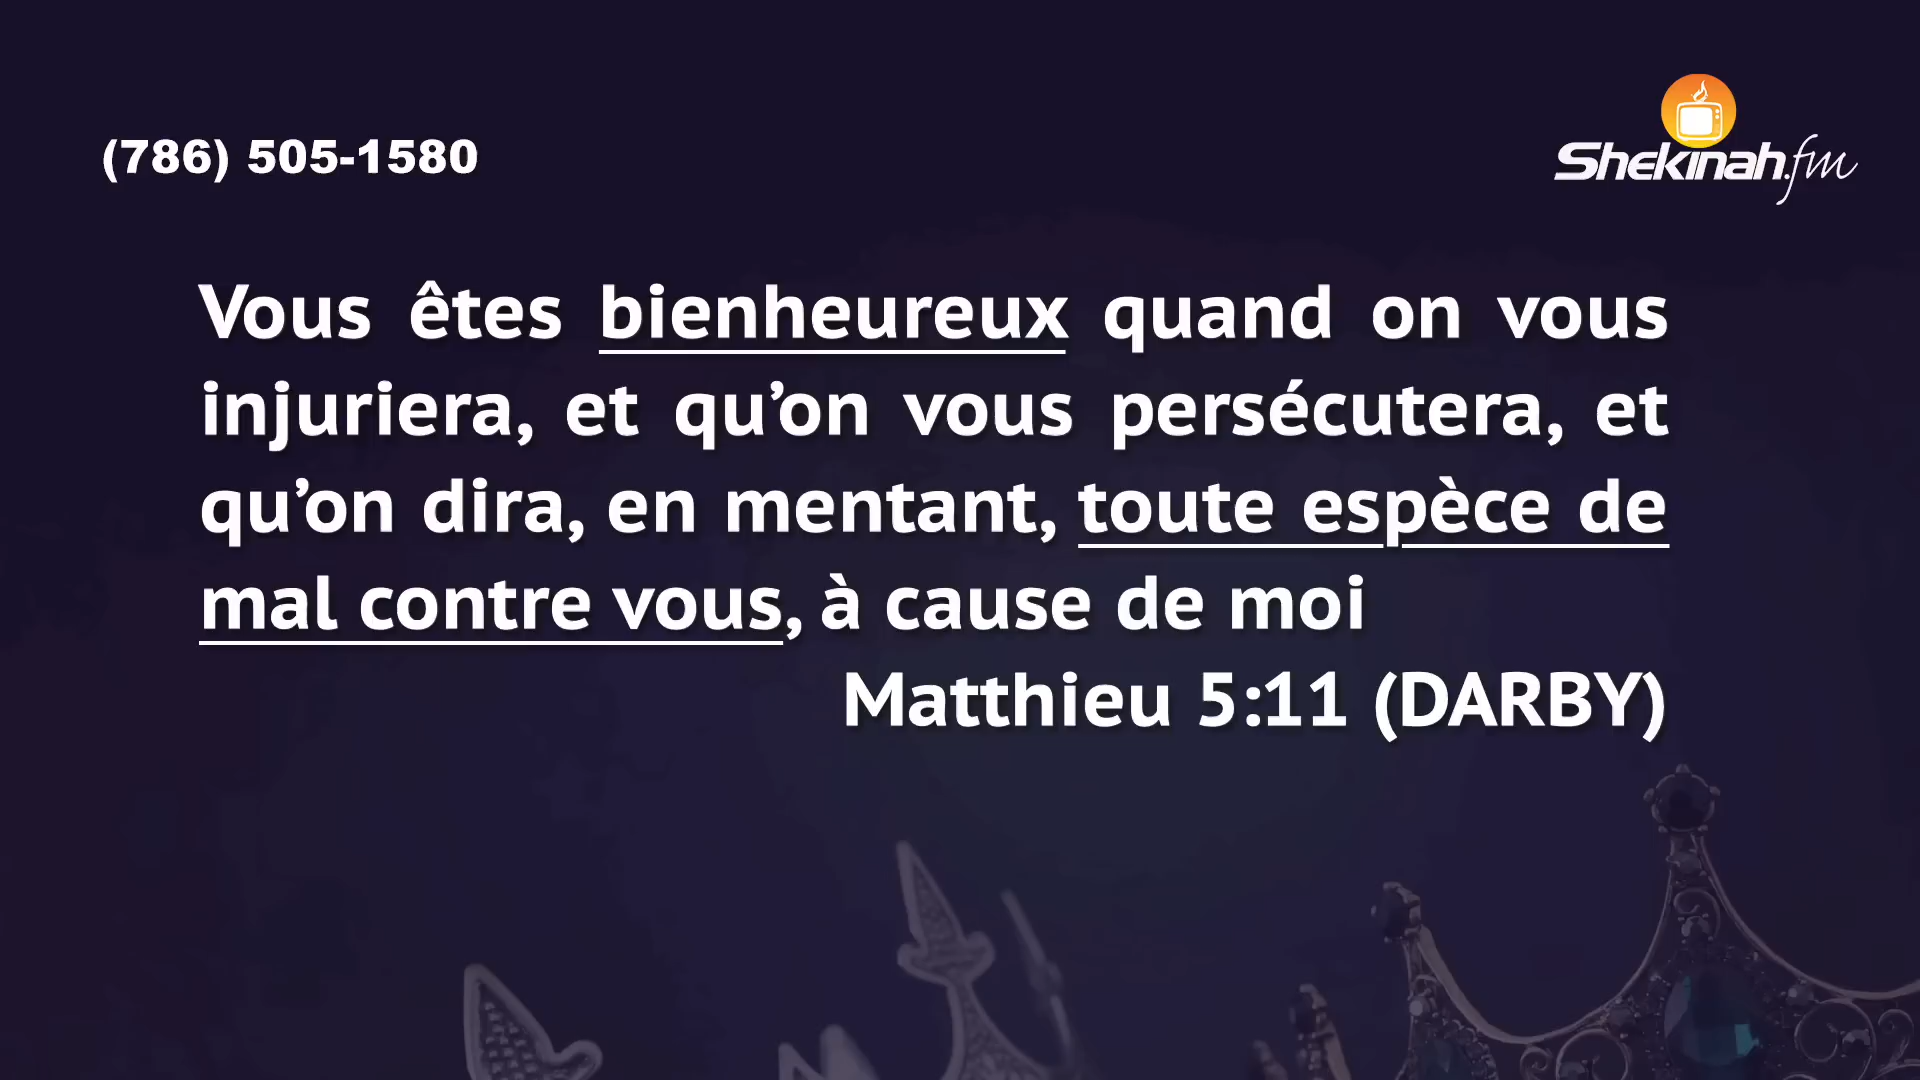 (786) 505-1580
Shekinah.fm
Vous êtes bienheureux quand on vous
injuriera, et qu’on vous persécutera, et
qu’on dira, en mentant, toute espèce de
mal contre vous, à cause de moi
Matthieu 5:11 (DARBY)